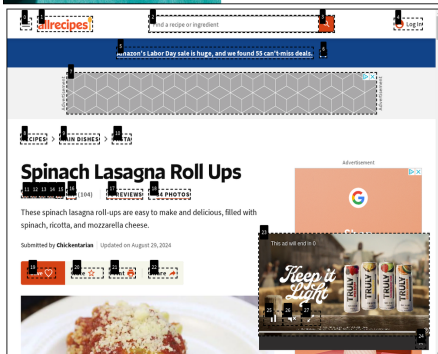 allrecipes
Find a recipe or ingredient
Log In
Amazon's Labor Day sale is huge, and we found 55 can't-miss deals.
Advertisement
Advertisement
Spinach Lasagna Roll Ups
(104)
REVIEWS
PHOTOS
These spinach lasagna roll-ups are easy to make and delicious, filled with
spinach, ricotta, and mozzarella cheese.
Submitted by Chickentarian | Updated on August 29, 2024
Advertisement
G
This ad will end in 0
Keep it
Light
TRULY TRULY TRULY TRULY